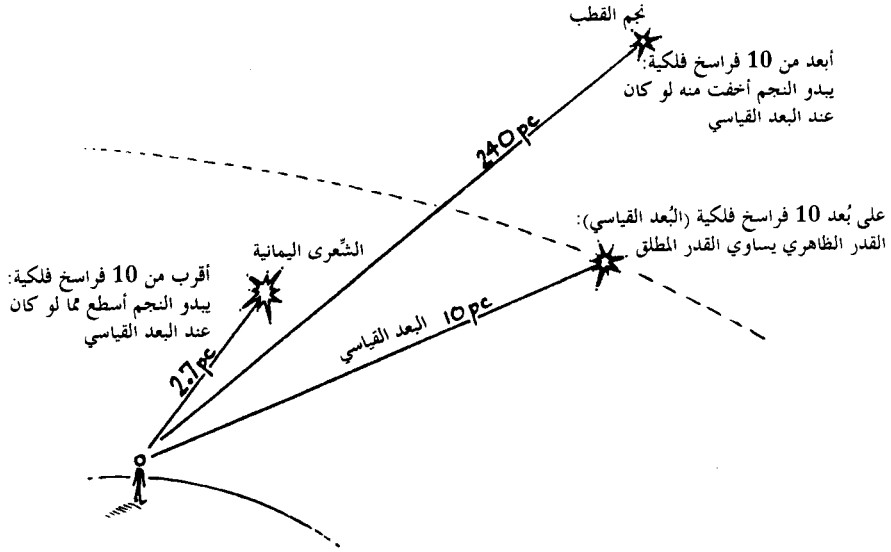 نجم القطب
أبعد من 10 فراسخ فلكية:
يبدو النجم أخفت منه لو كان
عند البعد القياسي
240 pc
على بُعد 10 فراسخ فلكية (البُعد القياسي):
القدر الظاهري يساوي القدر المطلق
الشِّعرى اليمانية
أقرب من 10 فراسخ فلكية:
يبدو النجم أسطع مما لو كان
عند البعد القياسي
البعد القياسي 10 pc
2.7 pc